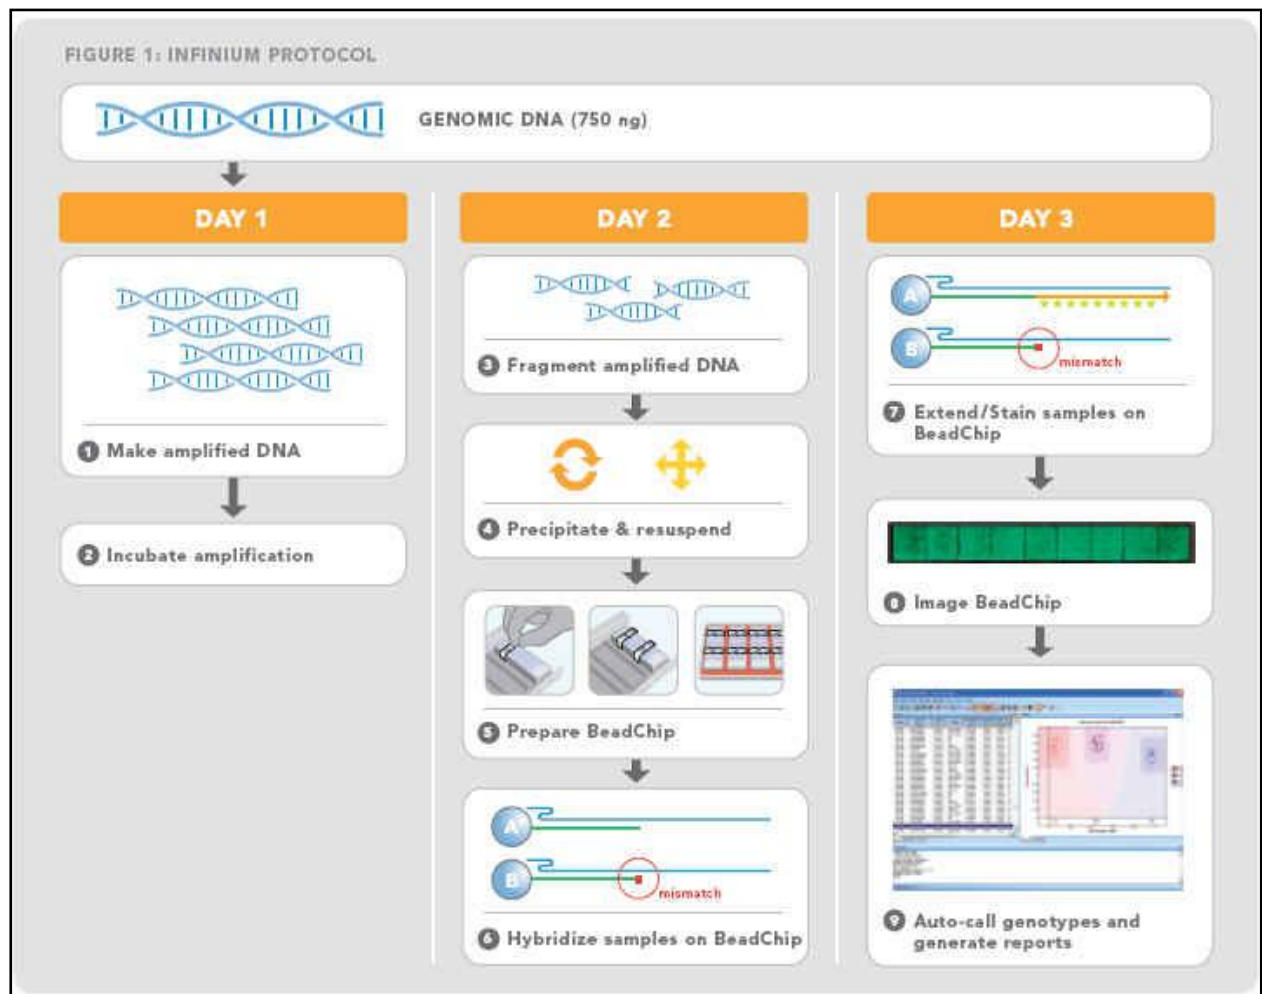 FIGURE 1: INFINIUM PROTOCOL
GENOMIC DNA (750 ng)
DAY 1
1 Make amplified DNA
2 Incubate amplification
DAY 2
3 Fragment amplified DNA
4 Precipitate & resuspend
5 Prepare BeadChip
A
B
mismatch
6 Hybridize samples on BeadChip
DAY 3
A
B
mismatch
7 Extend/Stain samples on
BeadChip
8 Image BeadChip
9 Auto-call genotypes and
generate reports